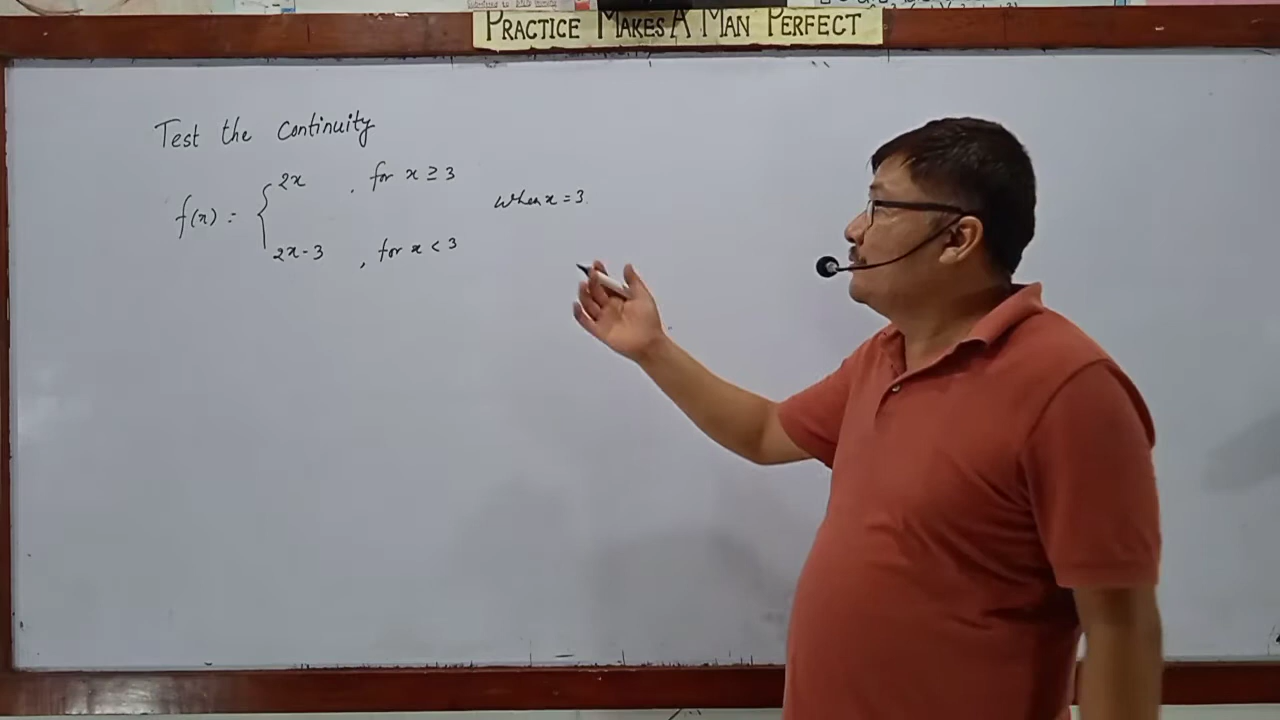 PRACTICE MAKES A MAN PERFECT
Test the Continuity
f(x) = { 2x , for x ≥ 3
2x - 3 , for x < 3
when x = 3.